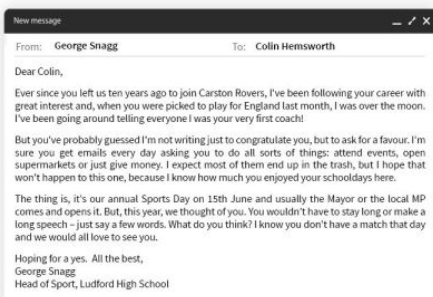 New message
From: George Snagg To: Colin Hemsworth
Dear Colin,
Ever since you left us ten years ago to join Carston Rovers, I've been following your career with
great interest and, when you were picked to play for England last month, I was over the moon.
I've been going around telling everyone I was your very first coach!
But you've probably guessed I'm not writing just to congratulate you, but to ask for a favour. I'm
sure you get emails every day asking you to do all sorts of things: attend events, open
supermarkets or just give money. I expect most of them end up in the trash, but I hope that
won't happen to this one, because I know how much you enjoyed your schooldays here.
The thing is, it's our annual Sports Day on 15th June and usually the Mayor or the local MP
comes and opens it. But, this year, we thought of you. You wouldn't have to stay long or make a
long speech – just say a few words. What do you think? I know you don't have a match that day
and we would all love to see you.
Hoping for a yes. All the best,
George Snagg
Head of Sport, Ludford High School